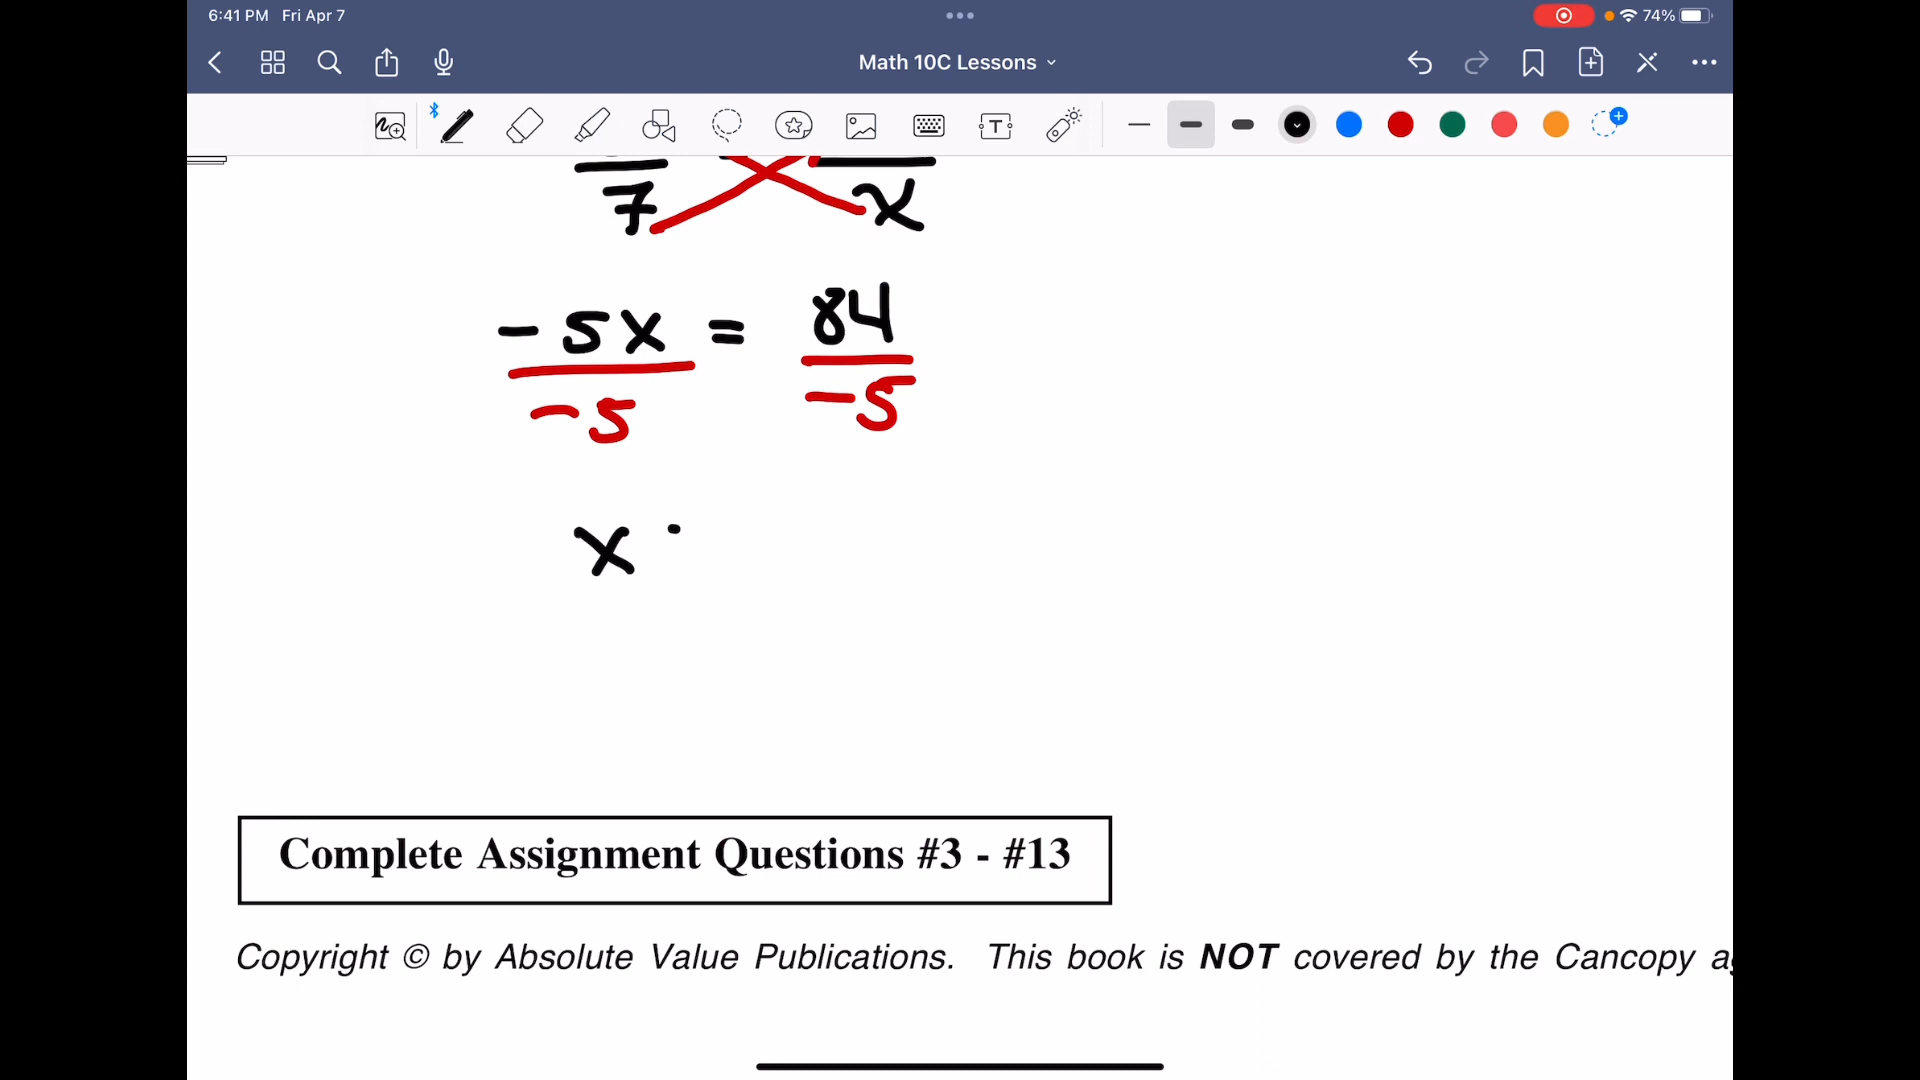 6:41 PM Fri Apr 7 74%
Math 10C Lessons
T
7 x
-5x = 84
-5 -5
x
Complete Assignment Questions #3 - #13
Copyright © by Absolute Value Publications. This book is NOT covered by the Cancopy